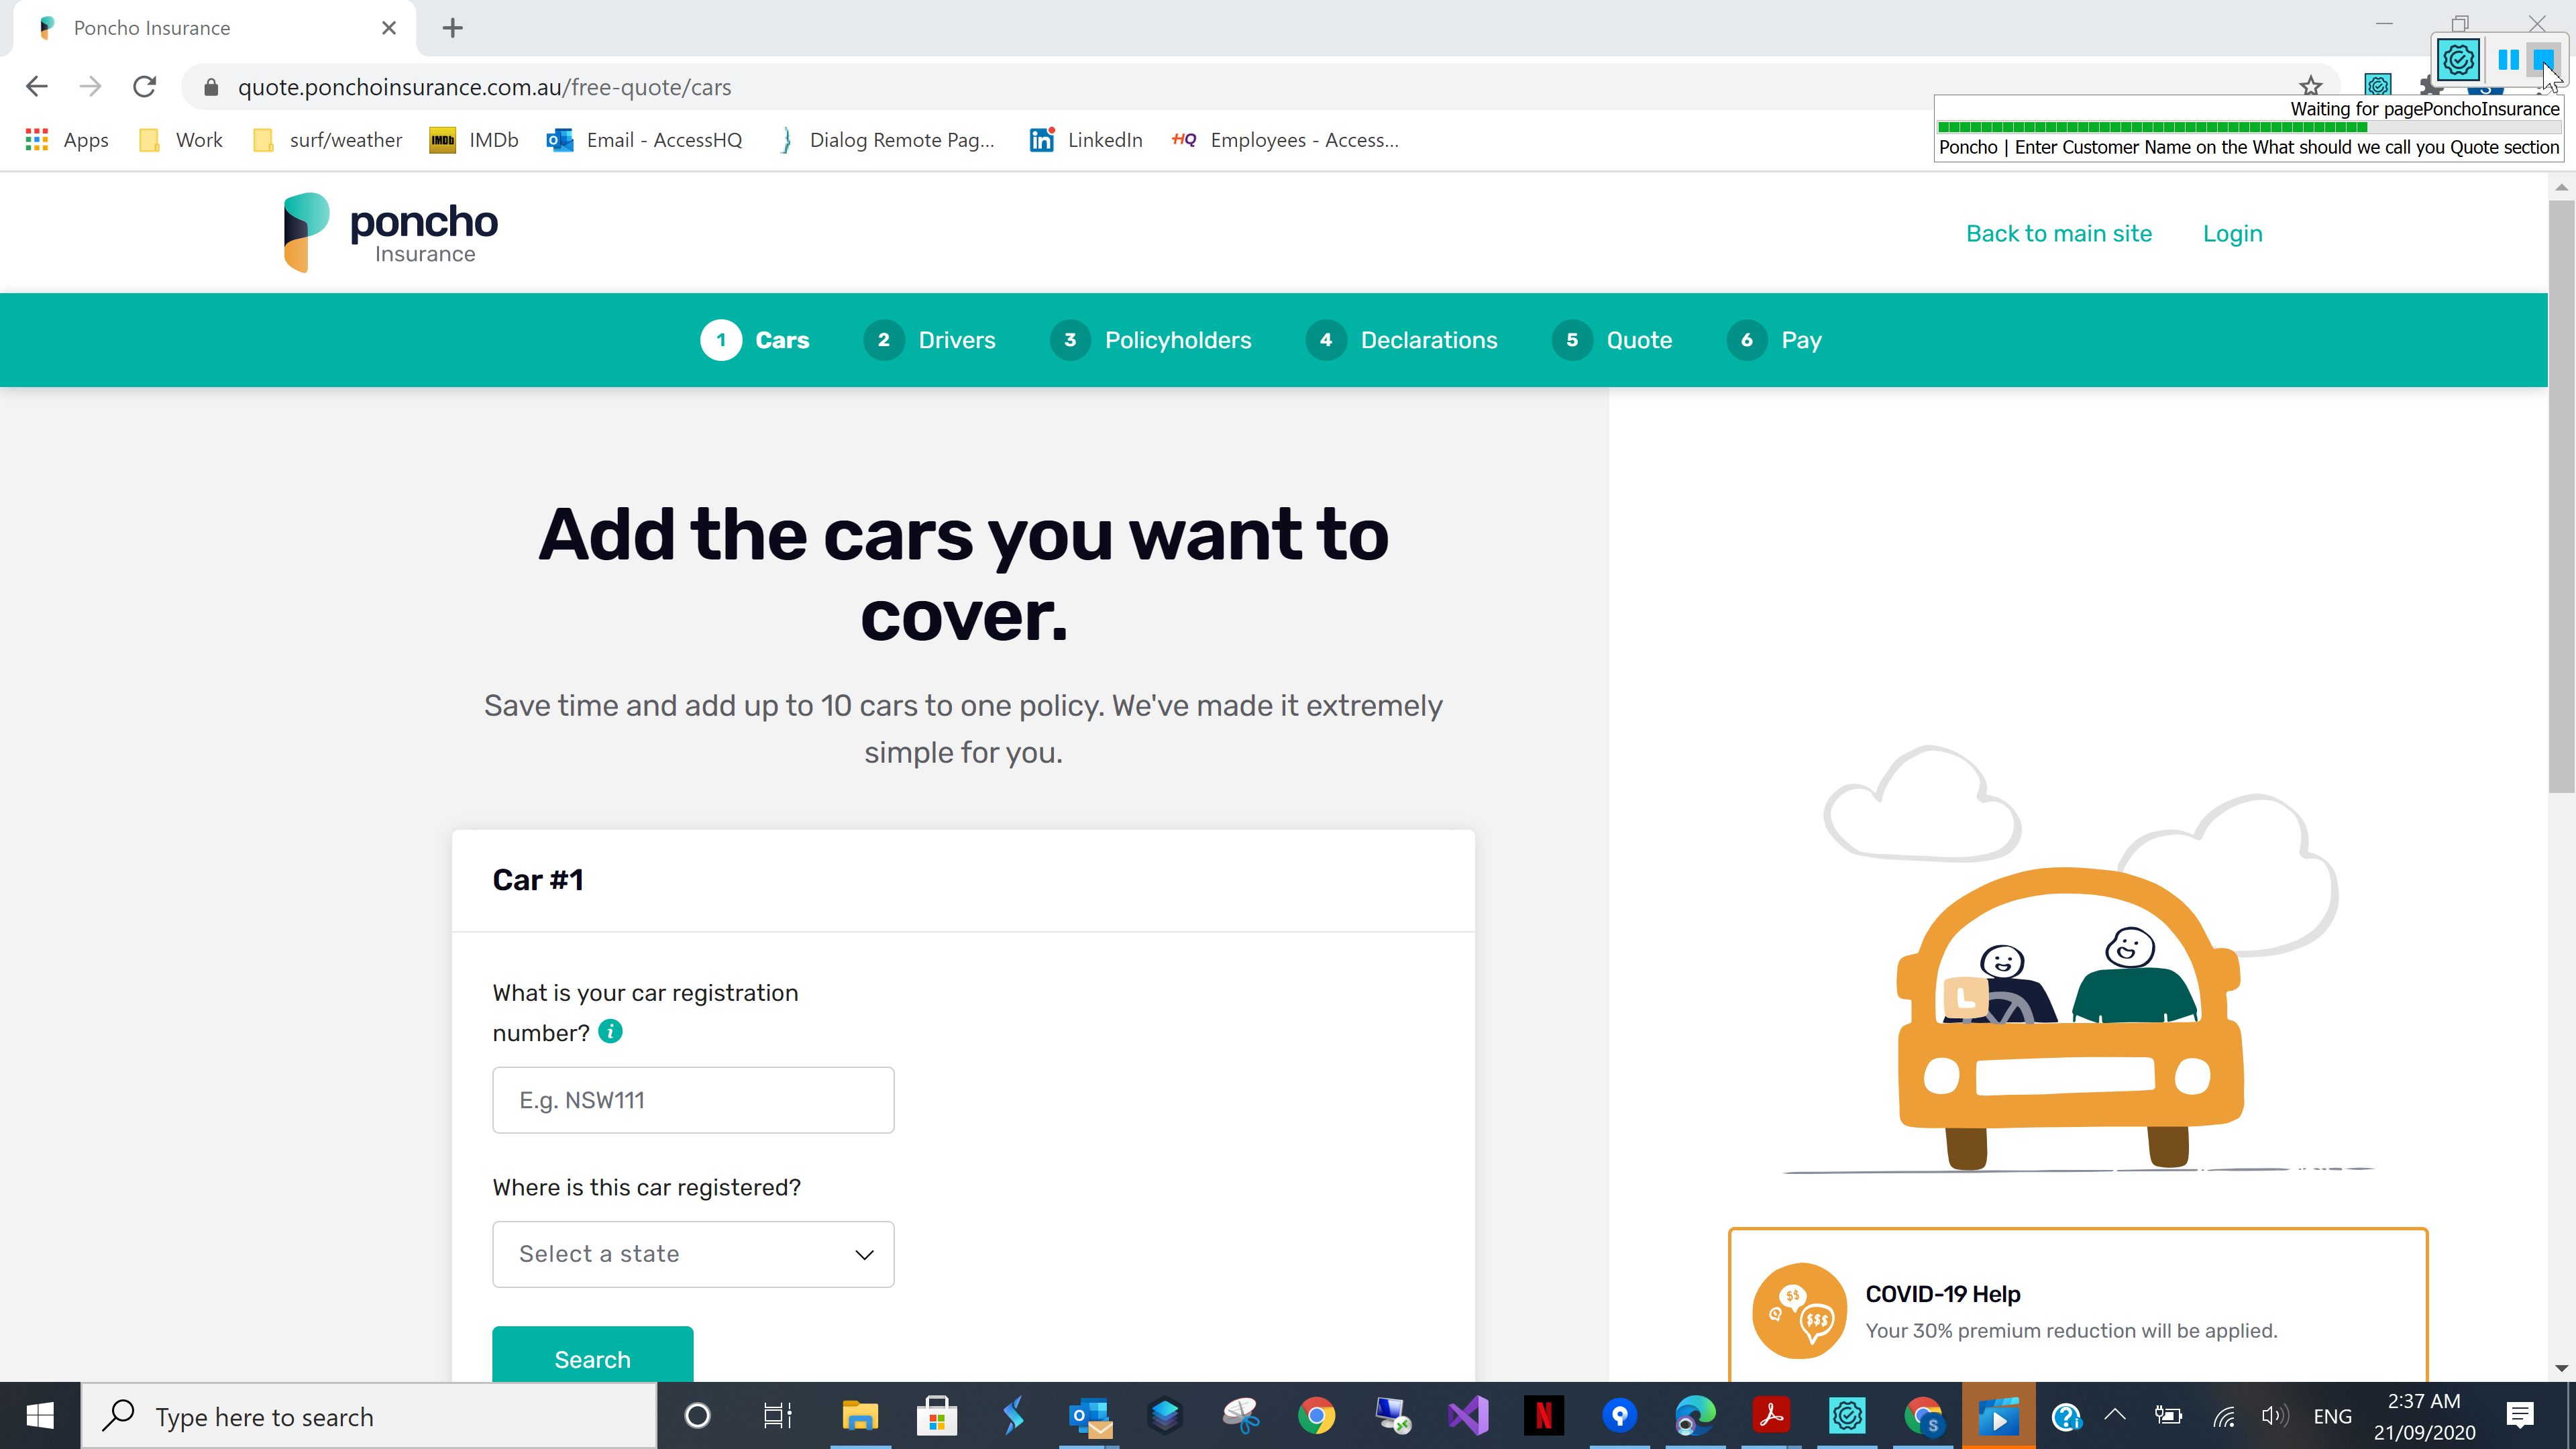 Poncho Insurance
quote.ponchoinsurance.com.au/free-quote/cars
Waiting for pagePonchoInsurance
Poncho | Enter Customer Name on the What should we call you Quote section
Apps Work surf/weather IMDb IMDb Email - AccessHQ Dialog Remote Pag... in LinkedIn HQ Employees - Access...
poncho
Insurance
Back to main site Login
1 Cars 2 Drivers 3 Policyholders 4 Declarations 5 Quote 6 Pay
Add the cars you want to
cover.
Save time and add up to 10 cars to one policy. We've made it extremely
simple for you.
Car #1
What is your car registration
number? i
E.g. NSW111
Where is this car registered?
Select a state
Search
L
$$
$$$
COVID-19 Help
Your 30% premium reduction will be applied.
Type here to search
N
S
ENG
2:37 AM
21/09/2020